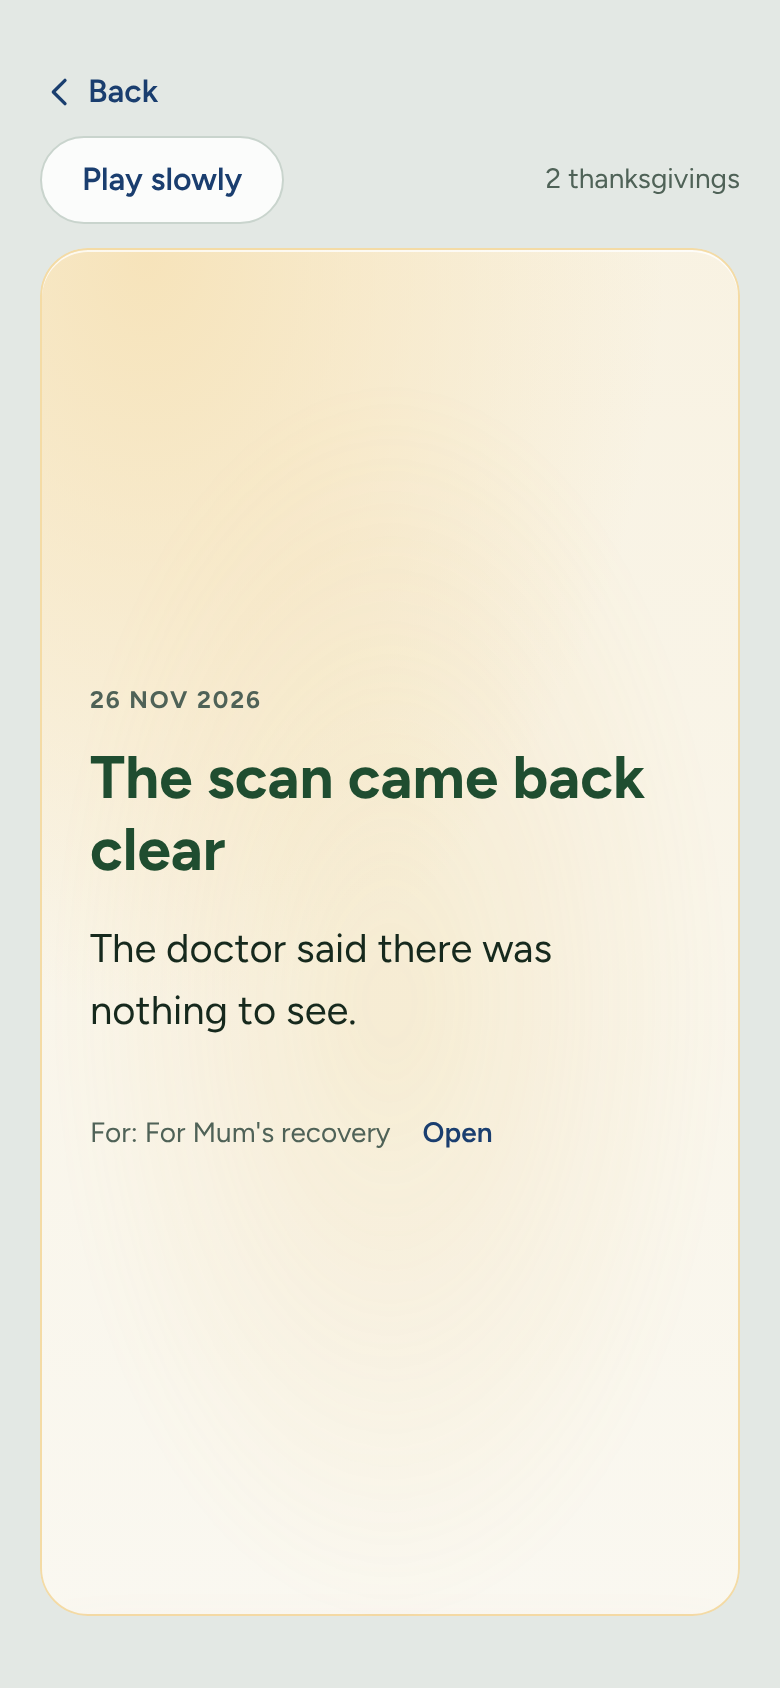 Back
Play slowly
2 thanksgivings
26 NOV 2026
The scan came back
clear
The doctor said there was
nothing to see.
For: For Mum's recovery Open